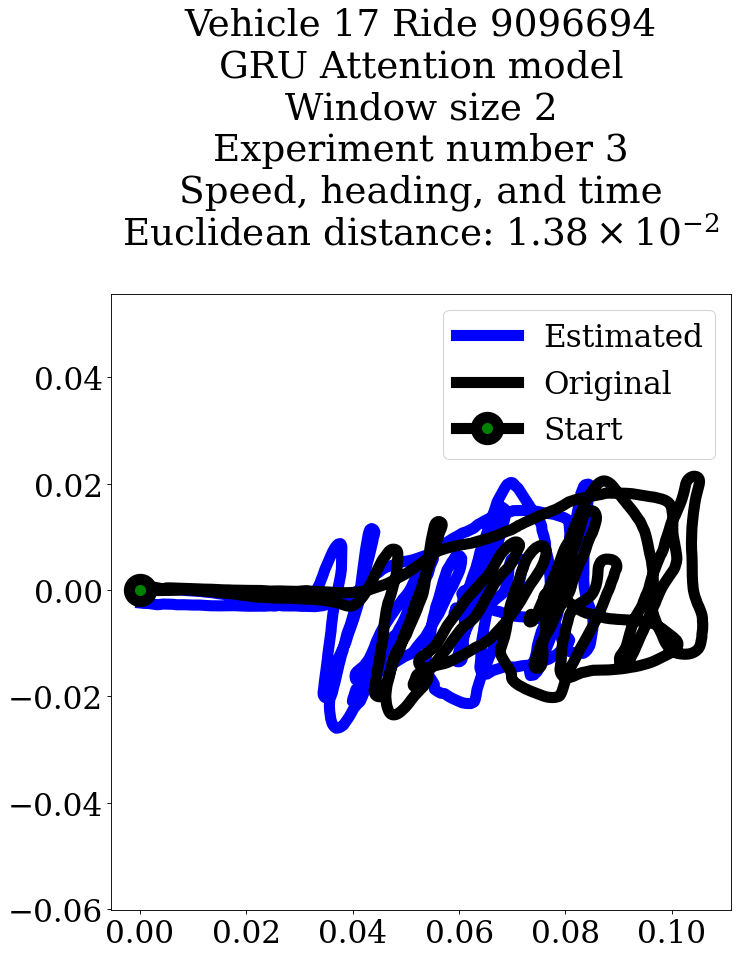 Vehicle 17 Ride 9096694
GRU Attention model
Window size 2
Experiment number 3
Speed, heading, and time
Euclidean distance: 1.38 × 10⁻²
Estimated
Original
Start
0.04
0.02
0.00
−0.02
−0.04
−0.06
0.00 0.02 0.04 0.06 0.08 0.10